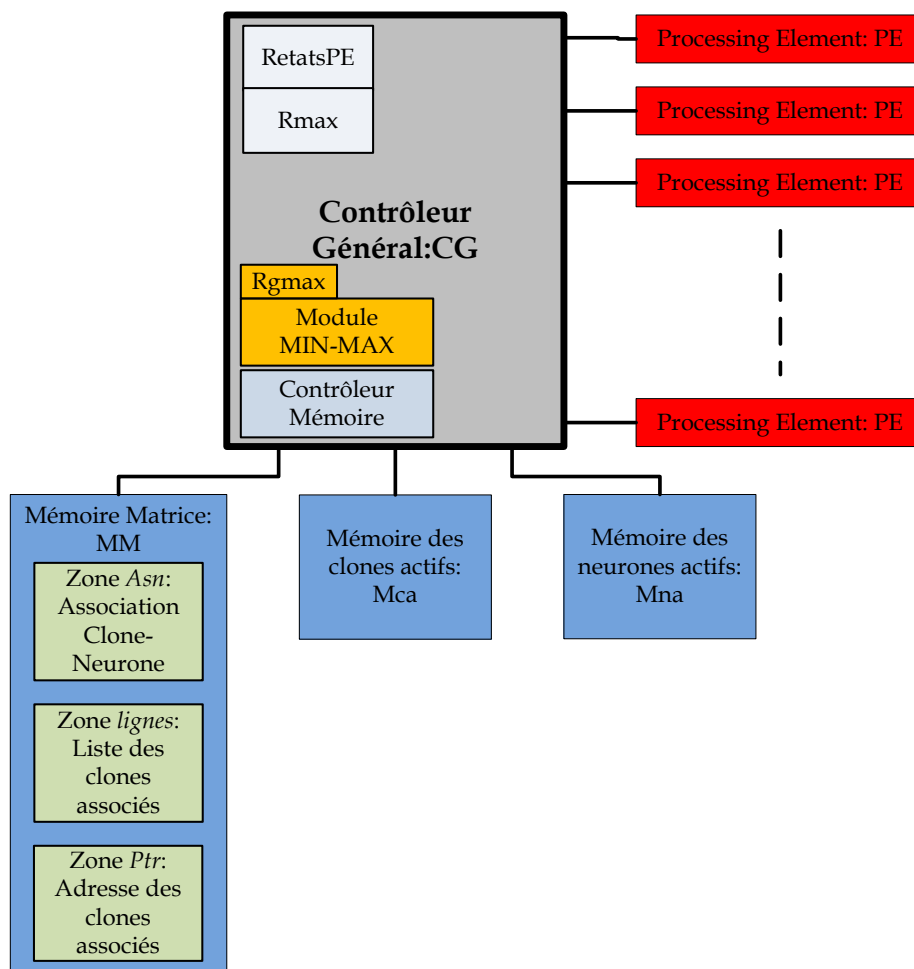 RetatsPE
Rmax
Contrôleur
Général:CG
Rgmax
Module
MIN-MAX
Contrôleur
Mémoire
Processing Element: PE
Processing Element: PE
Processing Element: PE
Processing Element: PE
Mémoire Matrice:
MM
Zone Asn:
Association
Clone-
Neurone
Zone lignes:
Liste des
clones
associés
Zone Ptr:
Adresse des
clones
associés
Mémoire des
clones actifs:
Mca
Mémoire des
neurones actifs:
Mna